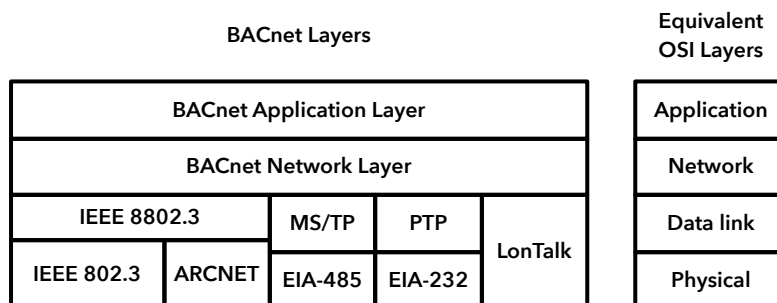 BACnet Layers
Equivalent
OSI Layers
BACnet Application Layer
Application
BACnet Network Layer
Network
IEEE 8802.3
MS/TP
PTP
LonTalk
Data link
IEEE 802.3
ARCNET
EIA-485
EIA-232
Physical